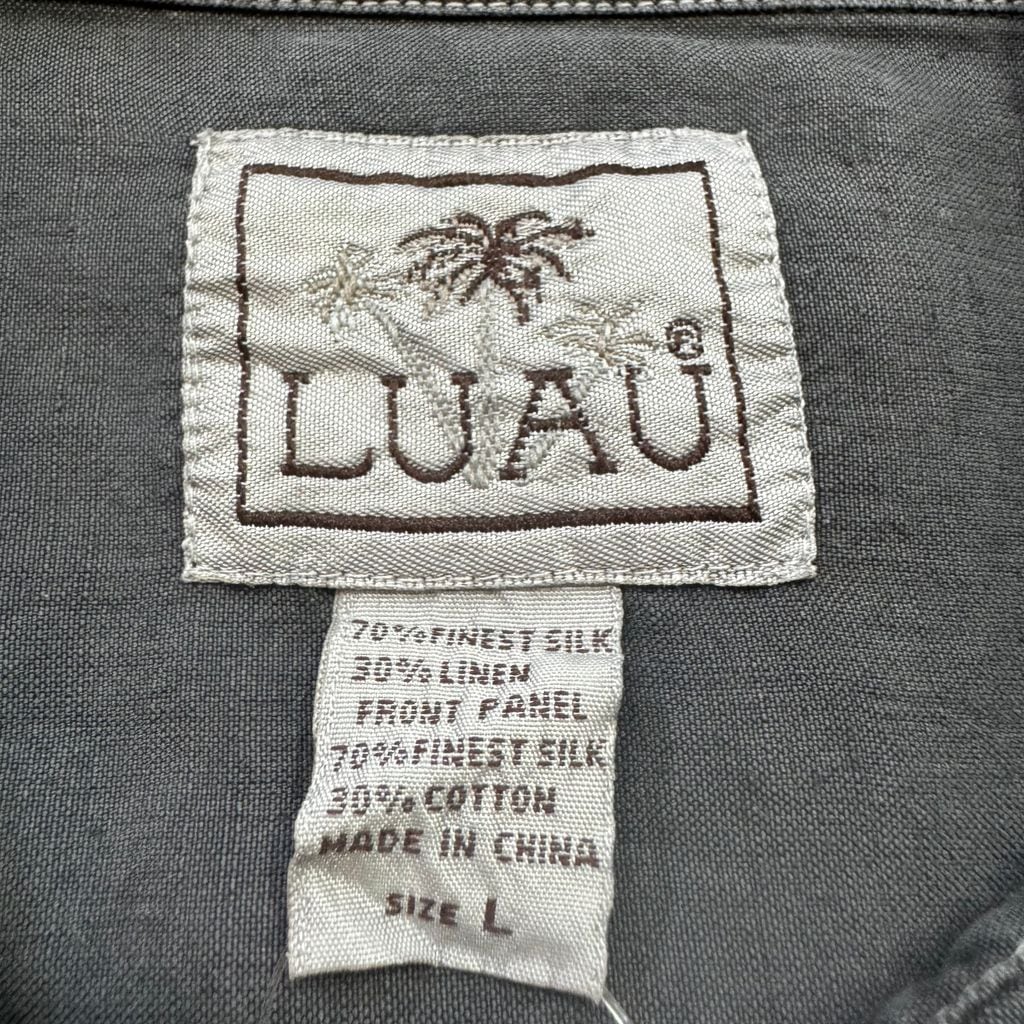 LUAU®
70% FINEST SILK
30% LINEN
FRONT PANEL
70% FINEST SILK
30% COTTON
MADE IN CHINA
SIZE L